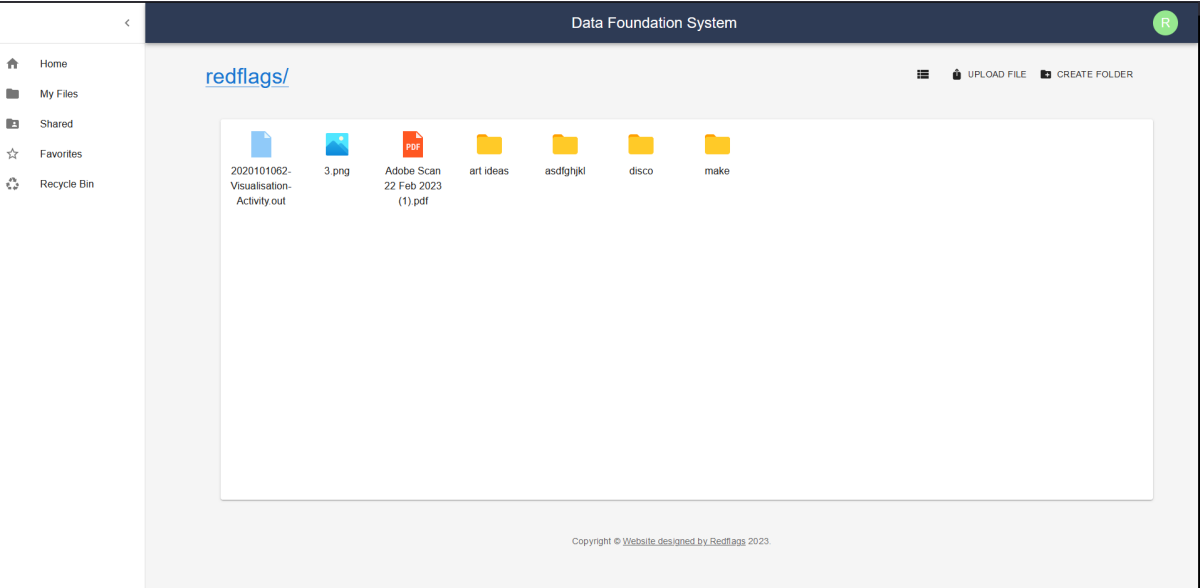 Data Foundation System
R
Home
My Files
Shared
Favorites
Recycle Bin
redflags/
UPLOAD FILE
CREATE FOLDER
2020101062-
Visualisation-
Activity.out
3.png
PDF
Adobe Scan
22 Feb 2023
(1).pdf
art ideas
asdfghjkl
disco
make
Copyright © Website designed by Redflags 2023.